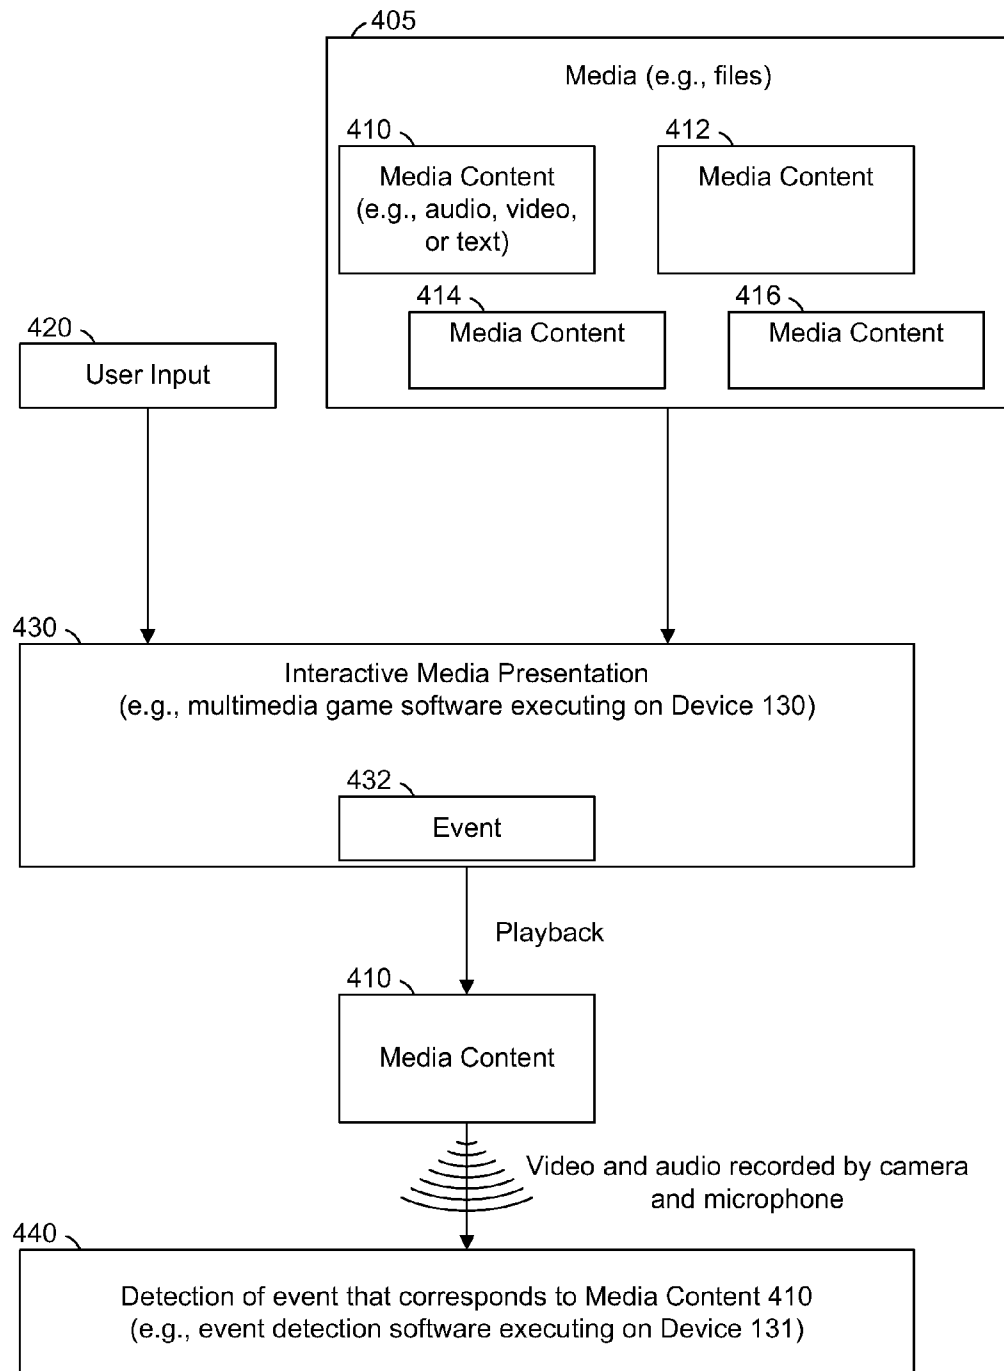 405
Media (e.g., files)
410
Media Content
(e.g., audio, video,
or text)
412
Media Content
414
Media Content
416
Media Content
420
User Input
430
Interactive Media Presentation
(e.g., multimedia game software executing on Device 130)
432
Event
Playback
410
Media Content
Video and audio recorded by camera
and microphone
440
Detection of event that corresponds to Media Content 410
(e.g., event detection software executing on Device 131)